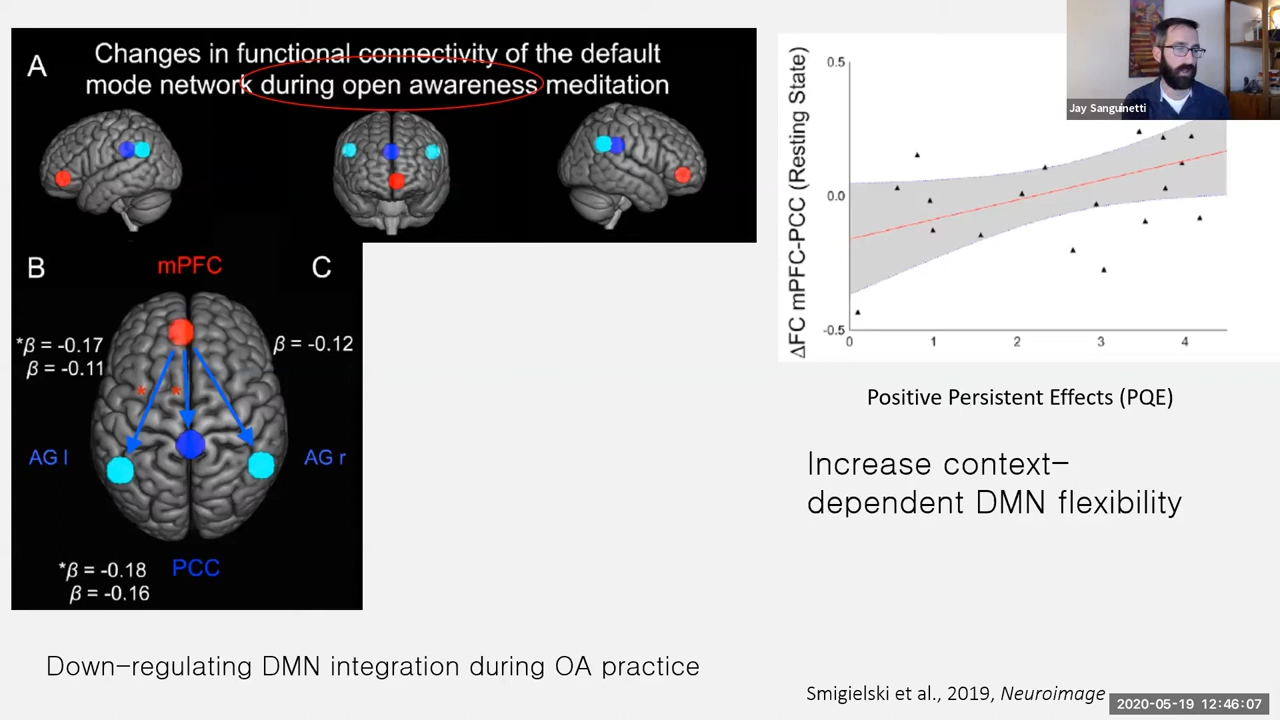 A
Changes in functional connectivity of the default
mode network during open awareness meditation
B
mPFC
C
*β = -0.17
β = -0.11
β = -0.12
* *
AG l
AG r
*β = -0.18
β = -0.16
PCC
Down-regulating DMN integration during OA practice
ΔFC mPFC-PCC (Resting State)
0.5
0.0
-0.5
0 1 2 3 4
Jay Sanguinetti
Positive Persistent Effects (PQE)
Increase context-
dependent DMN flexibility
Smigielski et al., 2019, Neuroimage
2020-05-19 12:46:07